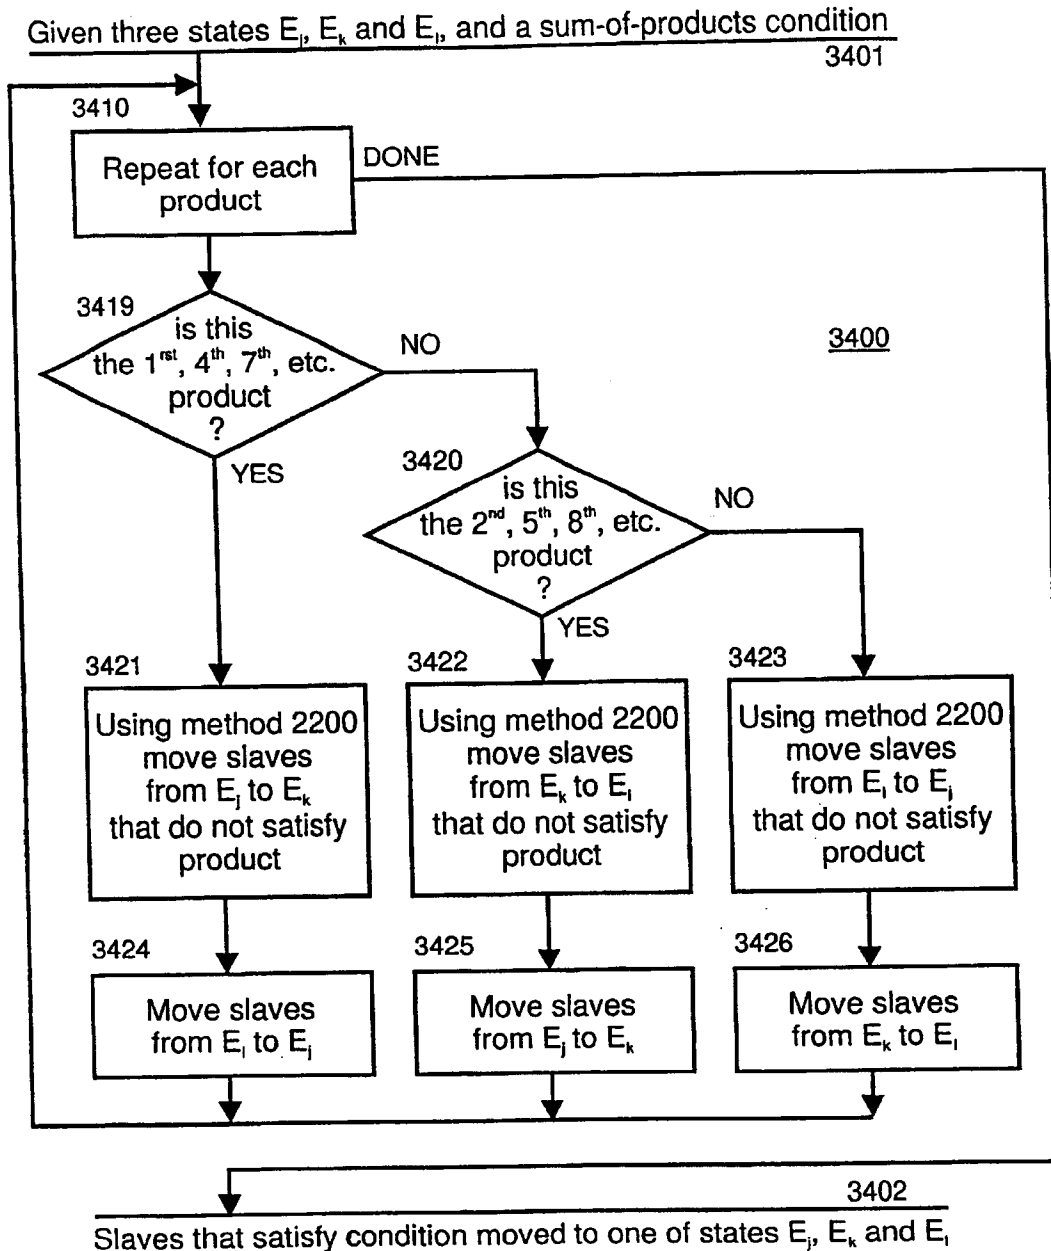 Given three states Eⱼ, Eₖ and Eₗ, and a sum-of-products condition
3401
3410
Repeat for each
product
DONE
3419
is this
the 1ʳˢᵗ, 4ᵗʰ, 7ᵗʰ, etc.
product
?
NO
YES
3400
3420
is this
the 2ⁿᵈ, 5ᵗʰ, 8ᵗʰ, etc.
product
?
NO
YES
3421
Using method 2200
move slaves
from Eⱼ to Eₖ
that do not satisfy
product
3422
Using method 2200
move slaves
from Eₖ to Eₗ
that do not satisfy
product
3423
Using method 2200
move slaves
from Eₗ to Eⱼ
that do not satisfy
product
3424
Move slaves
from Eₗ to Eⱼ
3425
Move slaves
from Eⱼ to Eₖ
3426
Move slaves
from Eₖ to Eₗ
3402
Slaves that satisfy condition moved to one of states Eⱼ, Eₖ and Eₗ